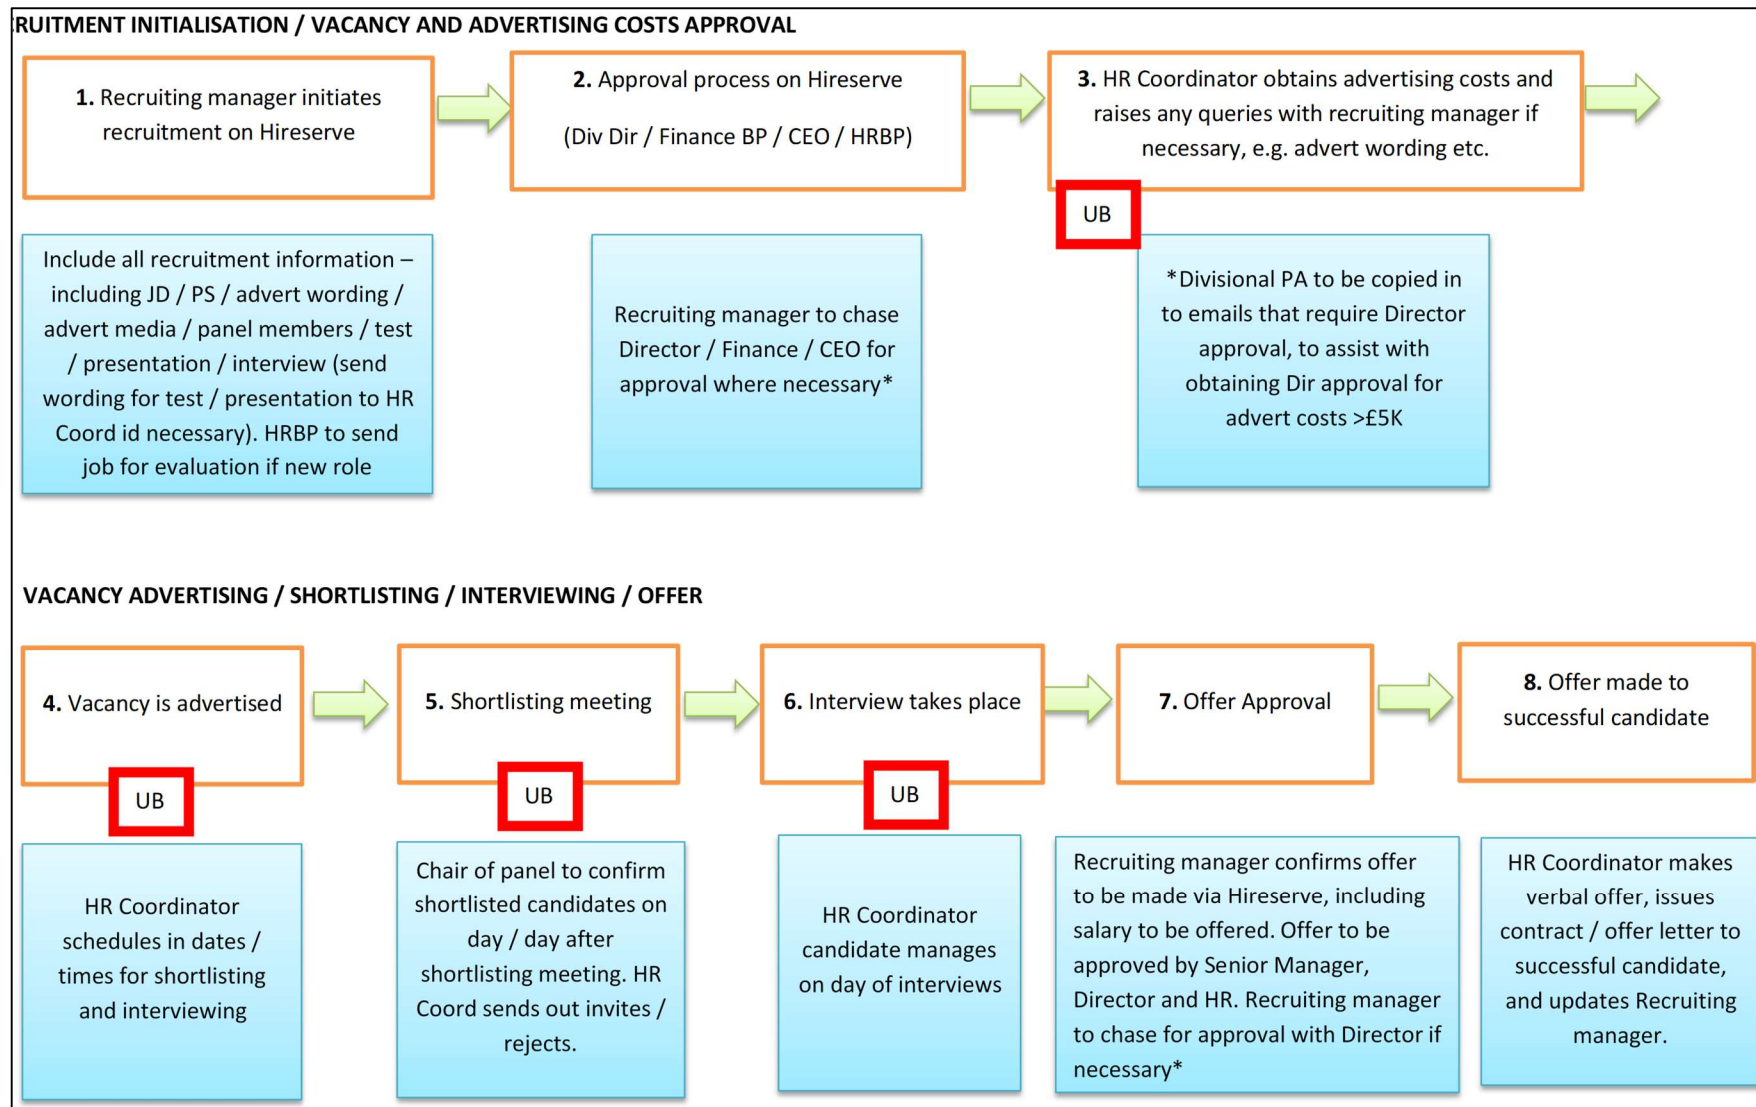 RUITMENT INITIALISATION / VACANCY AND ADVERTISING COSTS APPROVAL
1. Recruiting manager initiates
recruitment on Hireserve
2. Approval process on Hireserve
(Div Dir / Finance BP / CEO / HRBP)
3. HR Coordinator obtains advertising costs and
raises any queries with recruiting manager if
necessary, e.g. advert wording etc.
UB
Include all recruitment information –
including JD / PS / advert wording /
advert media / panel members / test
/ presentation / interview (send
wording for test / presentation to HR
Coord id necessary). HRBP to send
job for evaluation if new role
Recruiting manager to chase
Director / Finance / CEO for
approval where necessary*
*Divisional PA to be copied in
to emails that require Director
approval, to assist with
obtaining Dir approval for
advert costs >£5K
VACANCY ADVERTISING / SHORTLISTING / INTERVIEWING / OFFER
4. Vacancy is advertised
5. Shortlisting meeting
6. Interview takes place
7. Offer Approval
8. Offer made to
successful candidate
UB
UB
UB
HR Coordinator
schedules in dates /
times for shortlisting
and interviewing
Chair of panel to confirm
shortlisted candidates on
day / day after
shortlisting meeting. HR
Coord sends out invites /
rejects.
HR Coordinator
candidate manages
on day of interviews
Recruiting manager confirms offer
to be made via Hireserve, including
salary to be offered. Offer to be
approved by Senior Manager,
Director and HR. Recruiting manager
to chase for approval with Director if
necessary*
HR Coordinator makes
verbal offer, issues
contract / offer letter to
successful candidate,
and updates Recruiting
manager.